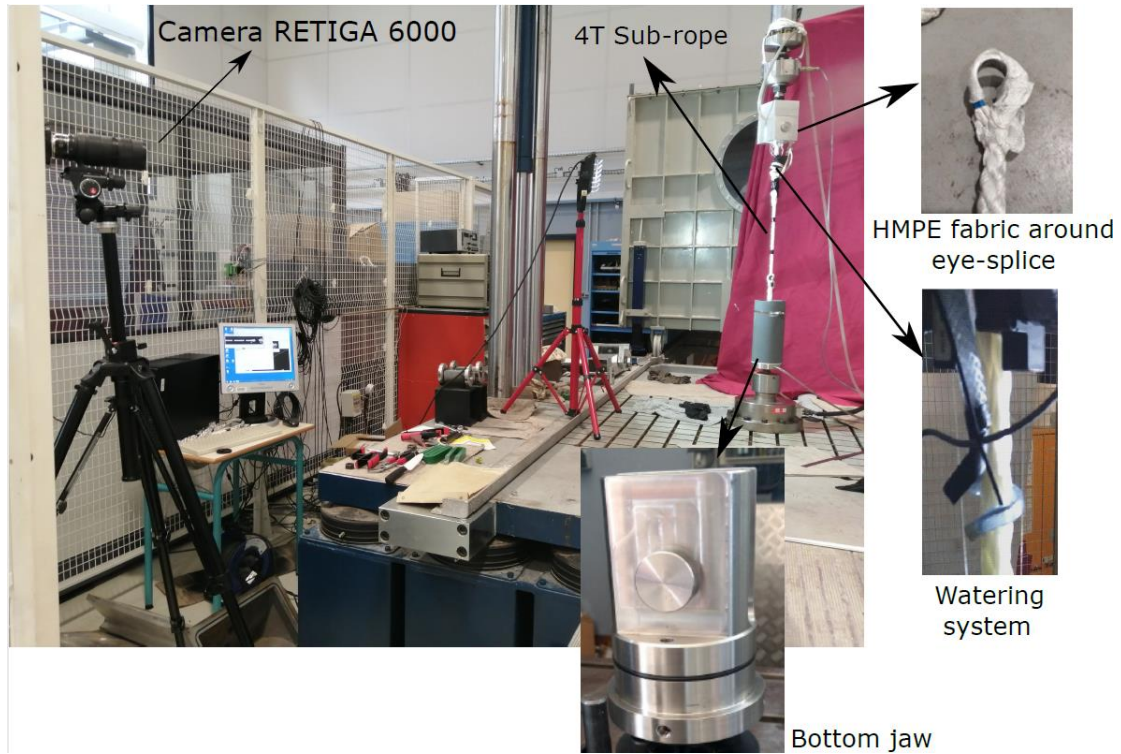 Camera RETIGA 6000
4T Sub-rope
HMPE fabric around
eye-splice
Watering
system
Bottom jaw